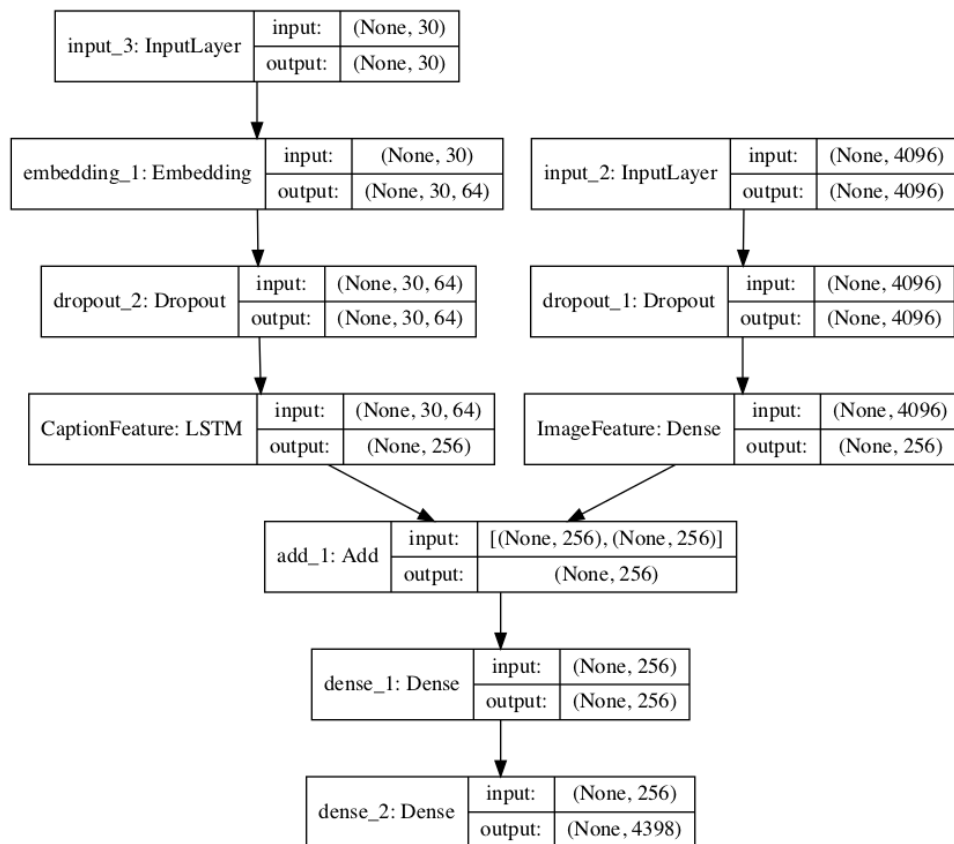 input_3: InputLayer
input: (None, 30)
output: (None, 30)
embedding_1: Embedding
input: (None, 30)
output: (None, 30, 64)
input_2: InputLayer
input: (None, 4096)
output: (None, 4096)
dropout_2: Dropout
input: (None, 30, 64)
output: (None, 30, 64)
dropout_1: Dropout
input: (None, 4096)
output: (None, 4096)
CaptionFeature: LSTM
input: (None, 30, 64)
output: (None, 256)
ImageFeature: Dense
input: (None, 4096)
output: (None, 256)
add_1: Add
input: [(None, 256), (None, 256)]
output: (None, 256)
dense_1: Dense
input: (None, 256)
output: (None, 256)
dense_2: Dense
input: (None, 256)
output: (None, 4398)